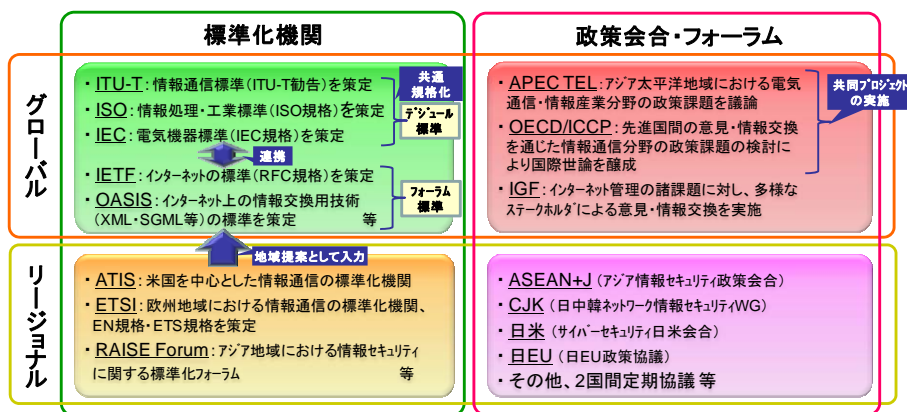 標準化機関
政策会合・フォーラム
グローバル
・ITU-T：情報通信標準（ITU-T勧告）を策定
・ISO：情報処理・工業標準（ISO規格）を策定
・IEC：電気機器標準（IEC規格）を策定
共通
規格化
デジュール
標準
連携
・IETF：インターネットの標準（RFC規格）を策定
・OASIS：インターネット上の情報交換用技術
（XML・SGML等）の標準を策定　等
フォーラム
標準
・APEC TEL：アジア太平洋地域における電気
通信・情報産業分野の政策課題を議論
・OECD/ICCP：先進国間の意見・情報交換
を通じた情報通信分野の政策課題の検討に
より国際世論を醸成
・IGF：インターネット管理の諸課題に対し、多様な
ステークホルダによる意見・情報交換を実施
共同プロジェクト
の実施
地域提案として入力
リージョナル
・ATIS：米国を中心とした情報通信の標準化機関
・ETSI：欧州地域における情報通信の標準化機関、
EN規格・ETS規格を策定
・RAISE Forum：アジア地域における情報セキュリティ
に関する標準化フォーラム　等
・ASEAN+J（アジア情報セキュリティ政策会合）
・CJK（日中韓ネットワーク情報セキュリティWG）
・日米（サイバーセキュリティ日米会合）
・日EU（日EU政策協議）
・その他、2国間定期協議 等